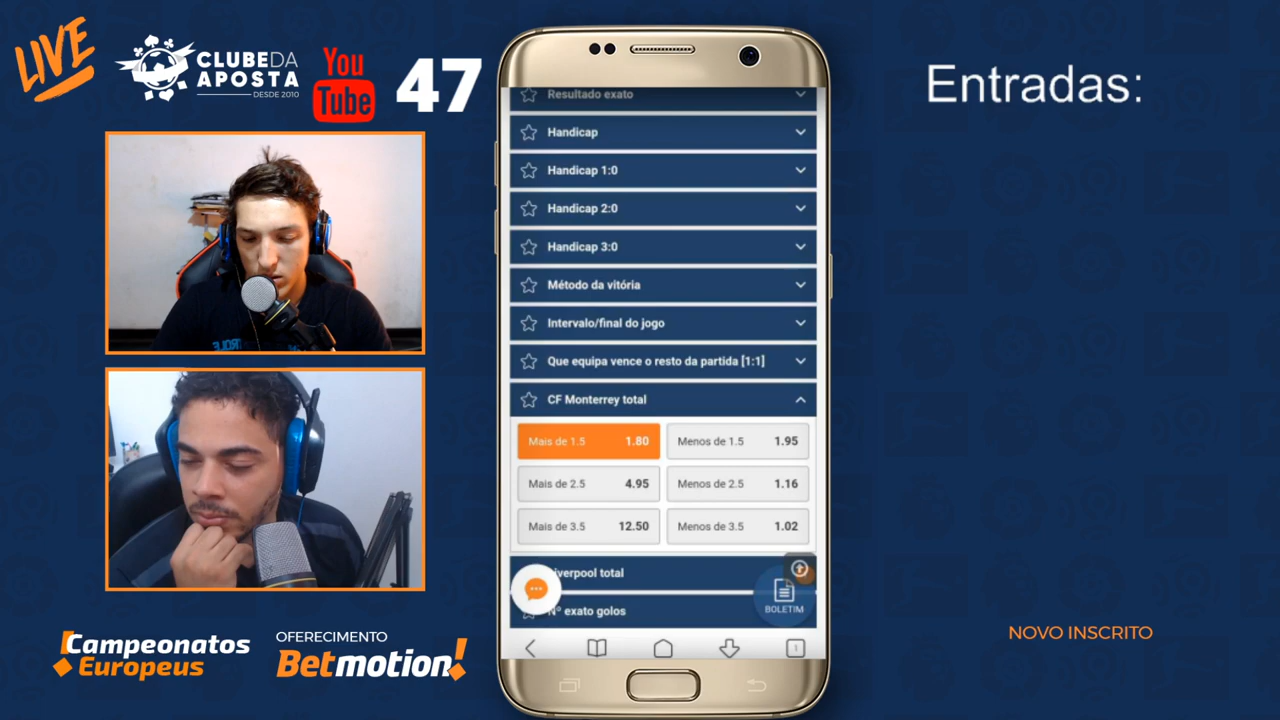 LIVE
CLUBEDA
APOSTA
DESDE 2010
You
Tube
47
Entradas:
Resultado exato
Handicap
Handicap 1:0
Handicap 2:0
Handicap 3:0
Método da vitória
Intervalo/final do jogo
Que equipa vence o resto da partida [1:1]
CF Monterrey total
Mais de 1.5 1.80 Menos de 1.5 1.95
Mais de 2.5 4.95 Menos de 2.5 1.16
Mais de 3.5 12.50 Menos de 3.5 1.02
iverpool total
Nº exato golos
BOLETIM
1
Campeonatos
Europeus
OFERECIMENTO
Betmotion!
NOVO INSCRITO